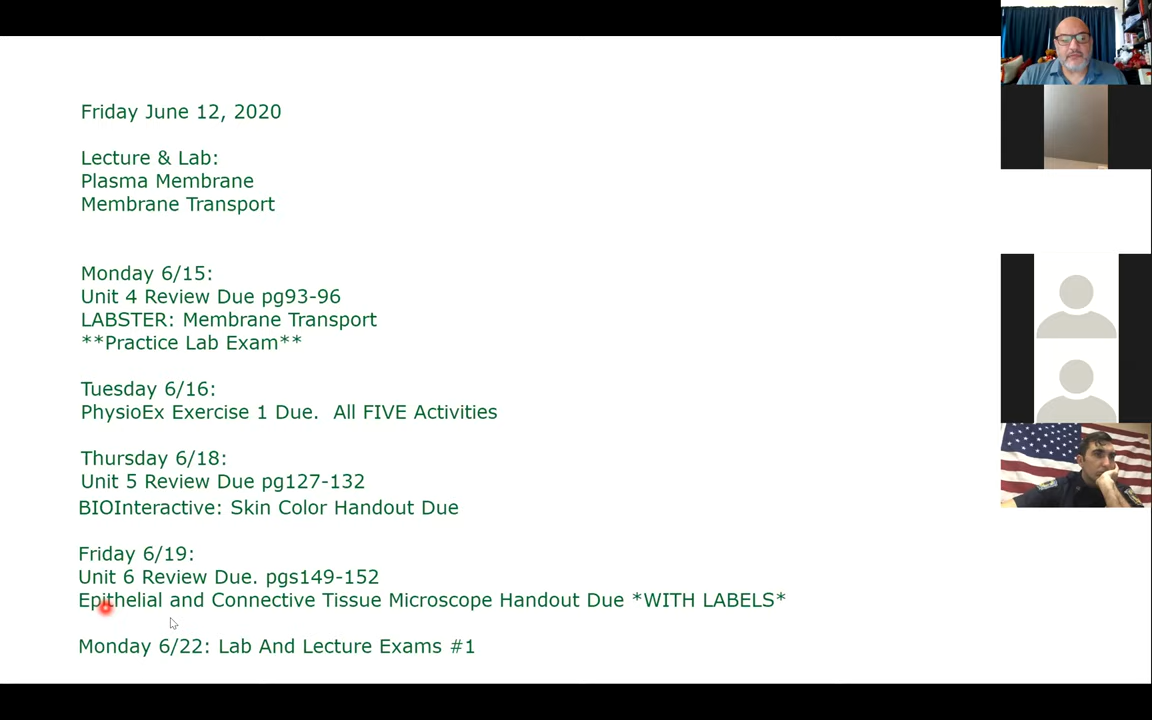 Friday June 12, 2020
Lecture & Lab:
Plasma Membrane
Membrane Transport
Monday 6/15:
Unit 4 Review Due pg93-96
LABSTER: Membrane Transport
**Practice Lab Exam**
Tuesday 6/16:
PhysioEx Exercise 1 Due.  All FIVE Activities
Thursday 6/18:
Unit 5 Review Due pg127-132
BIOInteractive: Skin Color Handout Due
Friday 6/19:
Unit 6 Review Due. pgs149-152
Epithelial and Connective Tissue Microscope Handout Due *WITH LABELS*
Monday 6/22: Lab And Lecture Exams #1